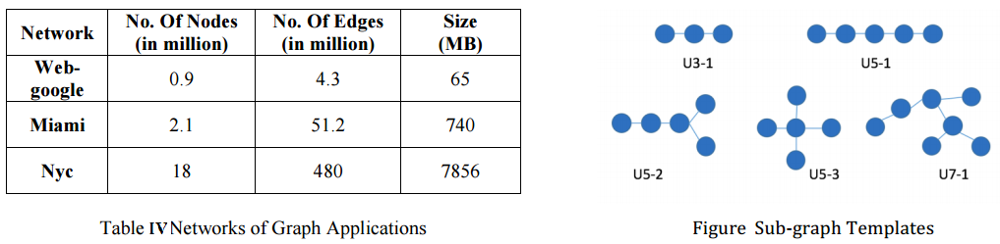 Network No. Of Nodes (in million) No. Of Edges (in million) Size (MB)
Web-google 0.9 4.3 65
Miami 2.1 51.2 740
Nyc 18 480 7856
Table IV Networks of Graph Applications
U3-1 U5-1
U5-2 U5-3 U7-1
Figure Sub-graph Templates